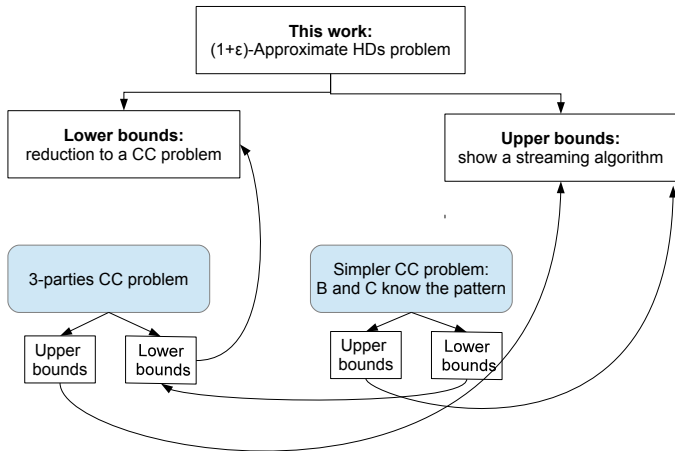 This work:
(1+ε)-Approximate HDs problem
Lower bounds:
reduction to a CC problem
Upper bounds:
show a streaming algorithm
3-parties CC problem
Simpler CC problem:
B and C know the pattern
Upper
bounds
Lower
bounds
Upper
bounds
Lower
bounds